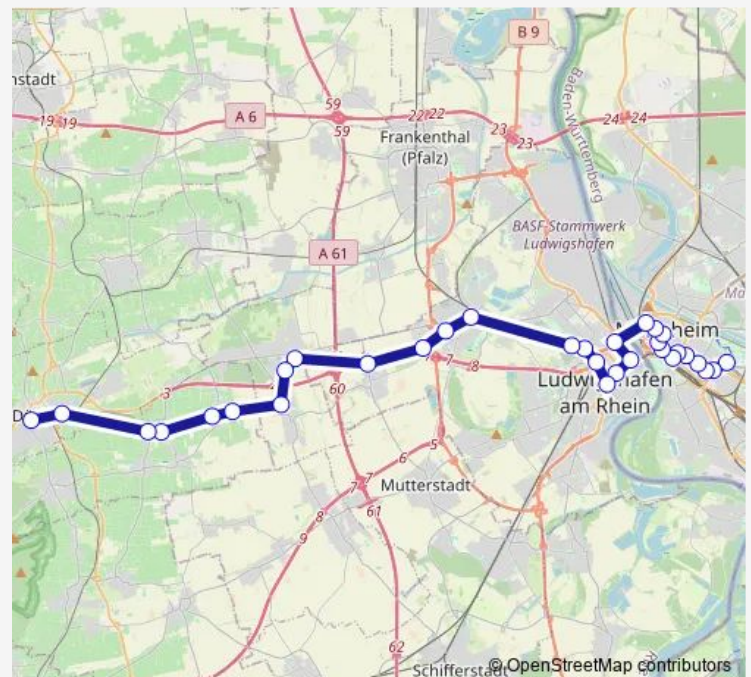 B 9
nstadt
59
A 6
19 19
22 22
24 24
59
23
23
Frankenthal
(Pfalz)
Baden-Württemberg
BASF Stammwerk
Ludwigshafen
A 61
Ma
heim
7
8
3
60
Ludwi
hafen
am Rhein
D
5
6
7
7
Mutterstadt
8
61
9
62
Schifferstadt
© OpenStreetMap contributors